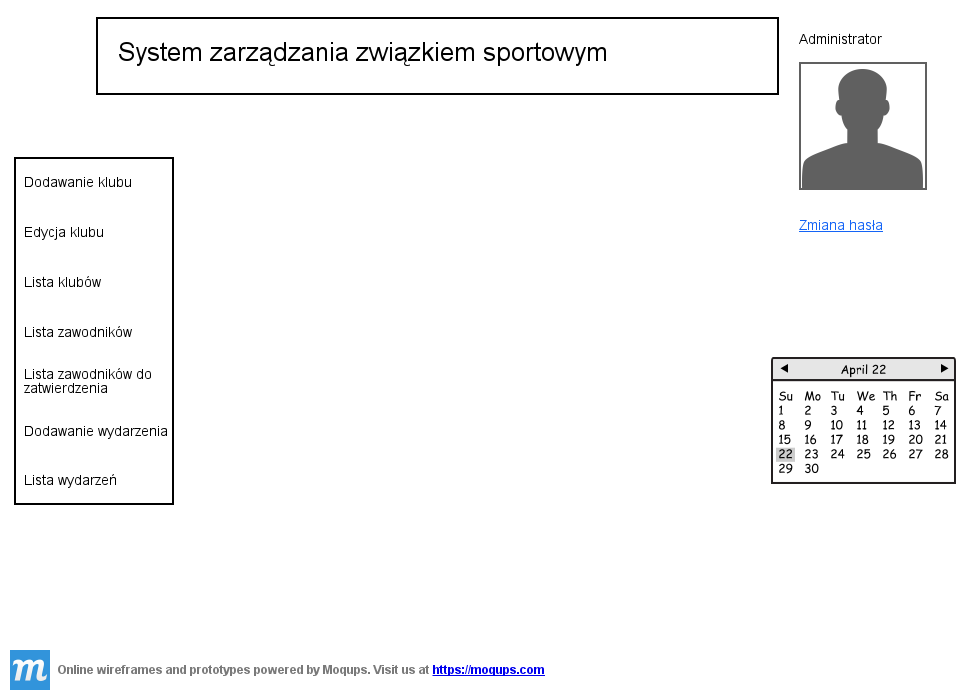 System zarządzania związkiem sportowym
Administrator
Zmiana hasła
Dodawanie klubu
Edycja klubu
Lista klubów
Lista zawodników
Lista zawodników do
zatwierdzenia
Dodawanie wydarzenia
Lista wydarzeń
April 22
Su Mo Tu We Th Fr Sa
1 2 3 4 5 6 7
8 9 10 11 12 13 14
15 16 17 18 19 20 21
22 23 24 25 26 27 28
29 30
m Online wireframes and prototypes powered by Moqups. Visit us at https://moqups.com